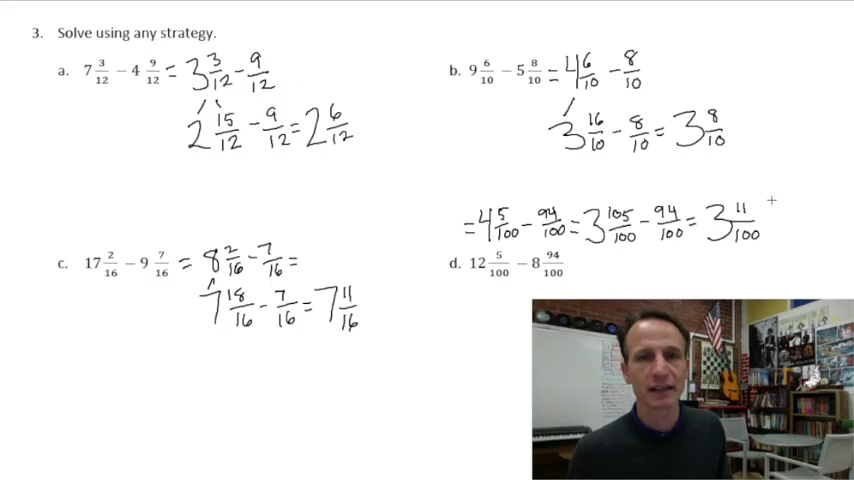 3. Solve using any strategy.
a. 7 3/12 − 4 9/12 = 3 3/12 − 9/12
2 15/12 − 9/12 = 2 6/12
b. 9 6/10 − 5 8/10 = 4 6/10 − 8/10
3 16/10 − 8/10 = 3 8/10
c. 17 2/16 − 9 7/16 = 8 2/16 − 7/16 =
7 18/16 − 7/16 = 7 11/16
= 4 5/100 − 94/100 = 3 105/100 − 94/100 = 3 11/100
d. 12 5/100 − 8 94/100